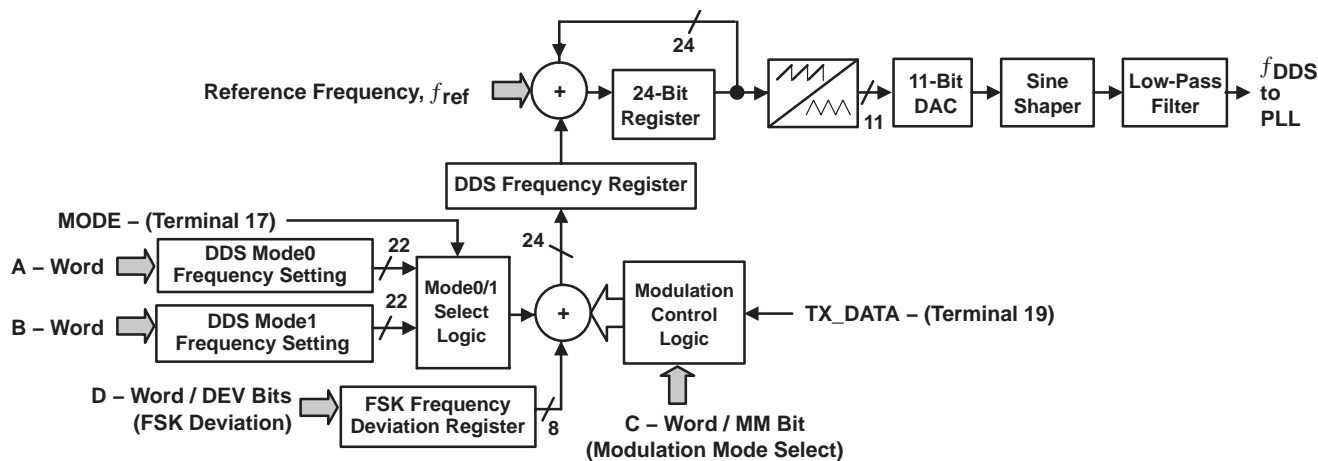 24
Reference Frequency, fref
+
24-Bit
Register
11
11-Bit
DAC
Sine
Shaper
Low-Pass
Filter
fDDS
to
PLL
DDS Frequency Register
MODE – (Terminal 17)
24
A – Word
DDS Mode0
Frequency Setting
22
B – Word
DDS Mode1
Frequency Setting
22
Mode0/1
Select
Logic
+
Modulation
Control
Logic
TX_DATA – (Terminal 19)
D – Word / DEV Bits
(FSK Deviation)
FSK Frequency
Deviation Register
8
C – Word / MM Bit
(Modulation Mode Select)